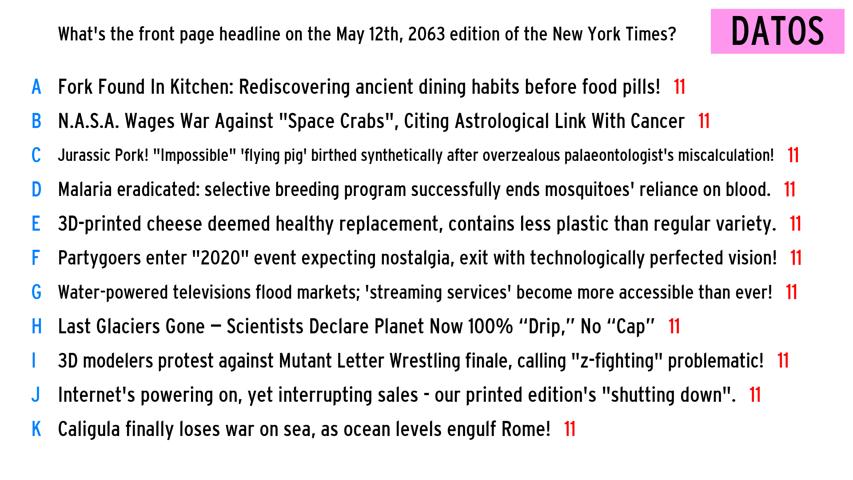 What's the front page headline on the May 12th, 2063 edition of the New York Times?
DATOS
A Fork Found In Kitchen: Rediscovering ancient dining habits before food pills! 11
B N.A.S.A. Wages War Against "Space Crabs", Citing Astrological Link With Cancer 11
C Jurassic Pork! "Impossible" 'flying pig' birthed synthetically after overzealous palaeontologist's miscalculation! 11
D Malaria eradicated: selective breeding program successfully ends mosquitoes' reliance on blood. 11
E 3D-printed cheese deemed healthy replacement, contains less plastic than regular variety. 11
F Partygoers enter "2020" event expecting nostalgia, exit with technologically perfected vision! 11
G Water-powered televisions flood markets; 'streaming services' become more accessible than ever! 11
H Last Glaciers Gone – Scientists Declare Planet Now 100% “Drip,” No “Cap” 11
I 3D modelers protest against Mutant Letter Wrestling finale, calling "z-fighting" problematic! 11
J Internet's powering on, yet interrupting sales - our printed edition's "shutting down". 11
K Caligula finally loses war on sea, as ocean levels engulf Rome! 11